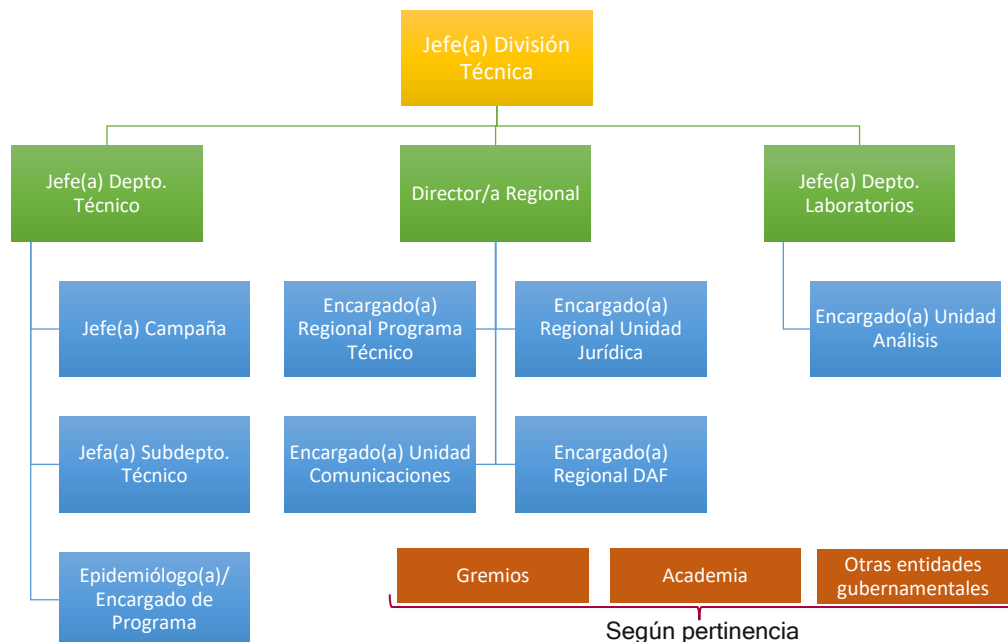 Jefe(a) División
Técnica
Jefe(a) Depto.
Técnico
Director/a Regional
Jefe(a) Depto.
Laboratorios
Jefe(a) Campaña
Encargado(a)
Regional Programa
Técnico
Encargado(a)
Regional Unidad
Jurídica
Encargado(a) Unidad
Análisis
Jefa(a) Subdepto.
Técnico
Encargado(a) Unidad
Comunicaciones
Encargado(a)
Regional DAF
Epidemiólogo(a)/
Encargado de
Programa
Gremios
Academia
Otras entidades
gubernamentales
Según pertinencia